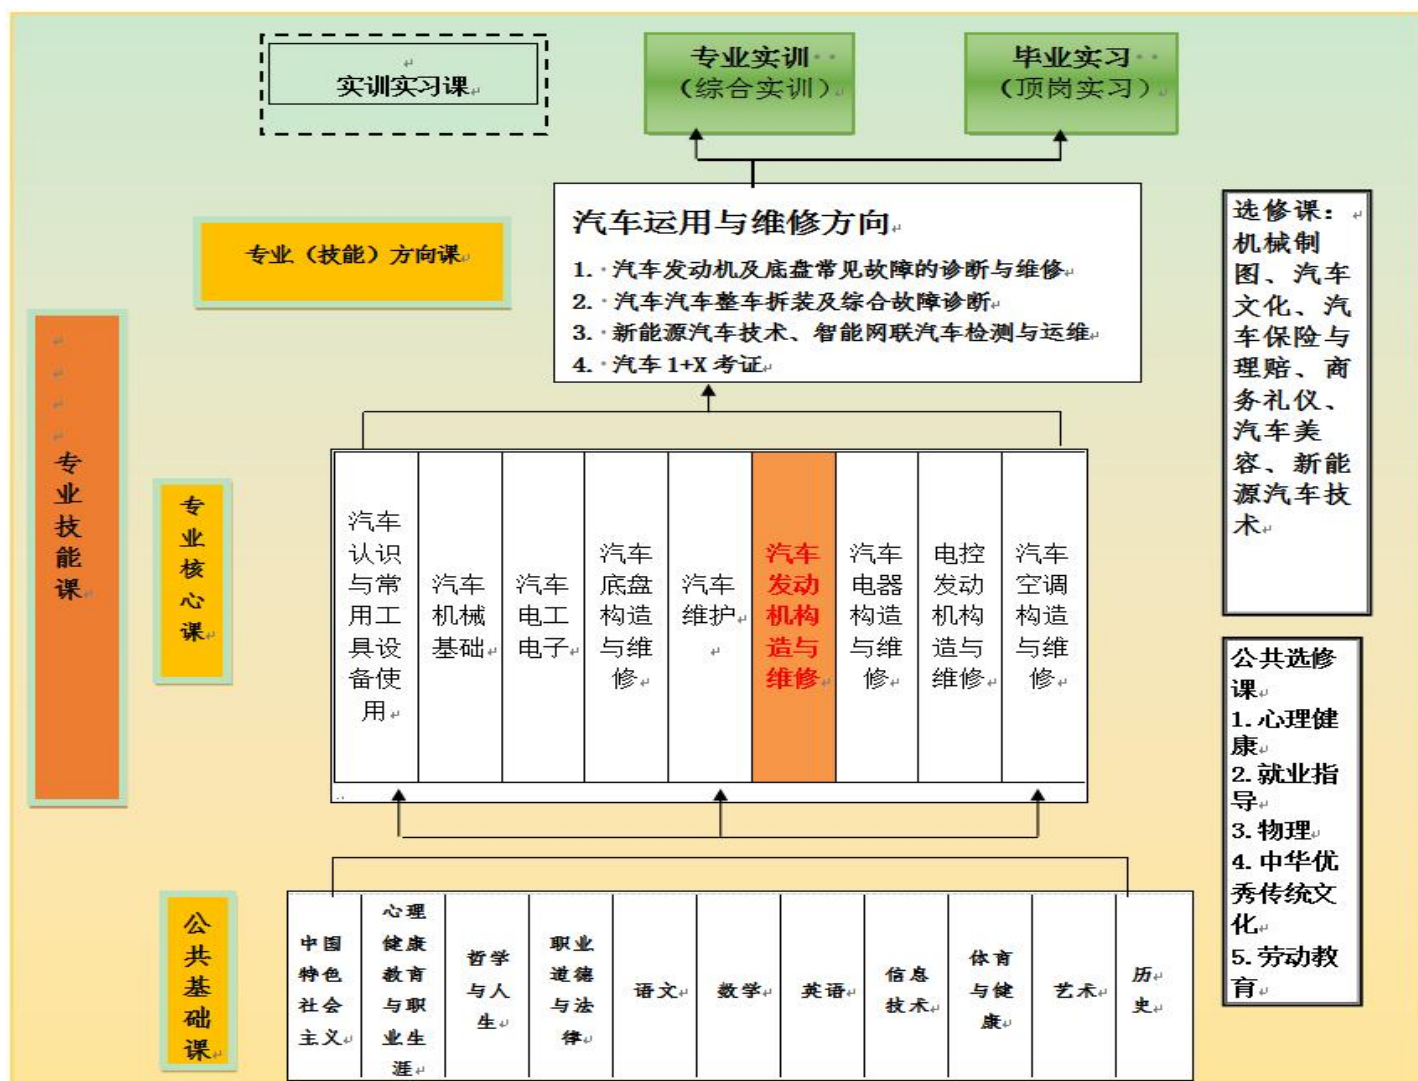 实训实习课
专业实训
（综合实训）
毕业实习
（顶岗实习）
专业（技能）方向课
汽车运用与维修方向
1. 汽车发动机及底盘常见故障的诊断与维修
2. 汽车汽车整车拆装及综合故障诊断
3. 新能源汽车技术、智能网联汽车检测与运维
4. 汽车1+X 考证
选修课：
机械制
图、汽车
文化、汽
车保险与
理赔、商
务礼仪、
汽车美
容、新能
源汽车技
术
专
业
技
能
课
专
业
核
心
课
汽车
认识
与常
用工
具设
备使
用
汽车
机械
基础
汽车
电工
电子
汽车
底盘
构造
与维
修
汽车
维护
汽车
发动
机构
造与
维修
汽车
电器
构造
与维
修
电控
发动
机构
造与
维修
汽车
空调
构造
与维
修
公共选修
课
1.心理健
康
2.就业指
导
3.物理
4.中华优
秀传统文
化
5.劳动教
育
公
共
基
础
课
中国
特色
社会
主义
心理
健康
教育
与职
业生
涯
哲学
与人
生
职业
道德
与法
律
语文
数学
英语
信息
技术
体育
与健
康
艺术
历
史